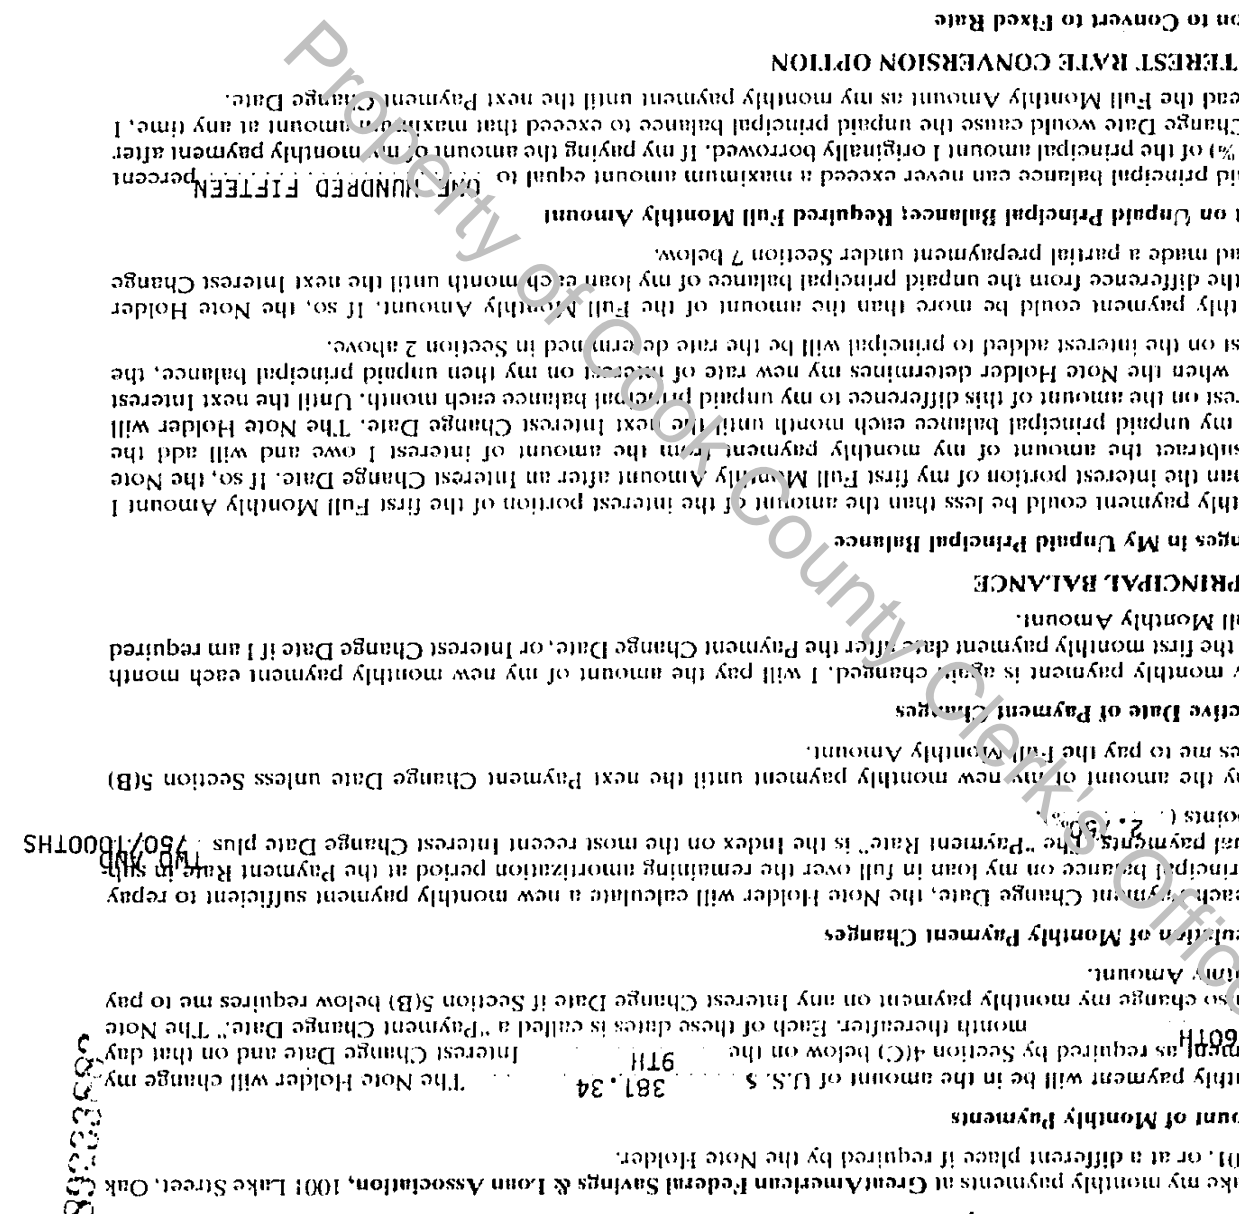 ake my monthly payments at GreatAmerican Federal Savings & Loan Association, 1001 Lake Street, Oak
01, or at a different place if required by the Note Holder.
ount of Monthly Payments
nthly payment will be in the amount of U.S. $ 381.34 The Note Holder will change my
ment as required by Section 4(C) below on the 9TH Interest Change Date and on that day
60TH month thereafter. Each of these dates is called a "Payment Change Date." The Note
so change my monthly payment on any Interest Change Date if Section 5(B) below requires me to pay
Amount.
culation of Monthly Payment Changes
each Payment Change Date, the Note Holder will calculate a new monthly payment sufficient to repay
rincipal balance on my loan in full over the remaining amortization period at the Payment Rate in sub-
ual payments. The "Payment Rate" is the Index on the most recent Interest Change Date plus TWO AND 750/1000THS
points ( 2.750 %).
y the amount of my new monthly payment until the next Payment Change Date unless Section 5(B)
es me to pay the Full Monthly Amount.
ective Date of Payment Changes
monthly payment is again changed. I will pay the amount of my new monthly payment each month
the first monthly payment date after the Payment Change Date, or Interest Change Date if I am required
ll Monthly Amount.
PRINCIPAL BALANCE
nges in My Unpaid Principal Balance
thly payment could be less than the amount of the interest portion of the first Full Monthly Amount I
an the interest portion of my first Full Monthly Amount after an Interest Change Date. If so, the Note
subtract the amount of my monthly payment from the amount of interest I owe and will add the
my unpaid principal balance each month until the next Interest Change Date. The Note Holder will
rest on the amount of this difference to my unpaid principal balance each month. Until the next Interest
when the Note Holder determines my new rate of interest on my then unpaid principal balance, the
st on the interest added to principal will be the rate determined in Section 2 above.
thly payment could be more than the amount of the Full Monthly Amount. If so, the Note Holder
the difference from the unpaid principal balance of my loan each month until the next Interest Change
ad made a partial prepayment under Section 7 below.
t on Unpaid Principal Balance; Required Full Monthly Amount
id principal balance can never exceed a maximum amount equal to ONE HUNDRED FIFTEEN percent
%) of the principal amount I originally borrowed. If my paying the amount of my monthly payment after
Change Date would cause the unpaid principal balance to exceed that maximum amount at any time, I
ead the Full Monthly Amount as my monthly payment until the next Payment Change Date.
TEREST RATE CONVERSION OPTION
on to Convert to Fixed Rate
Property of Cook County Clerk's Office